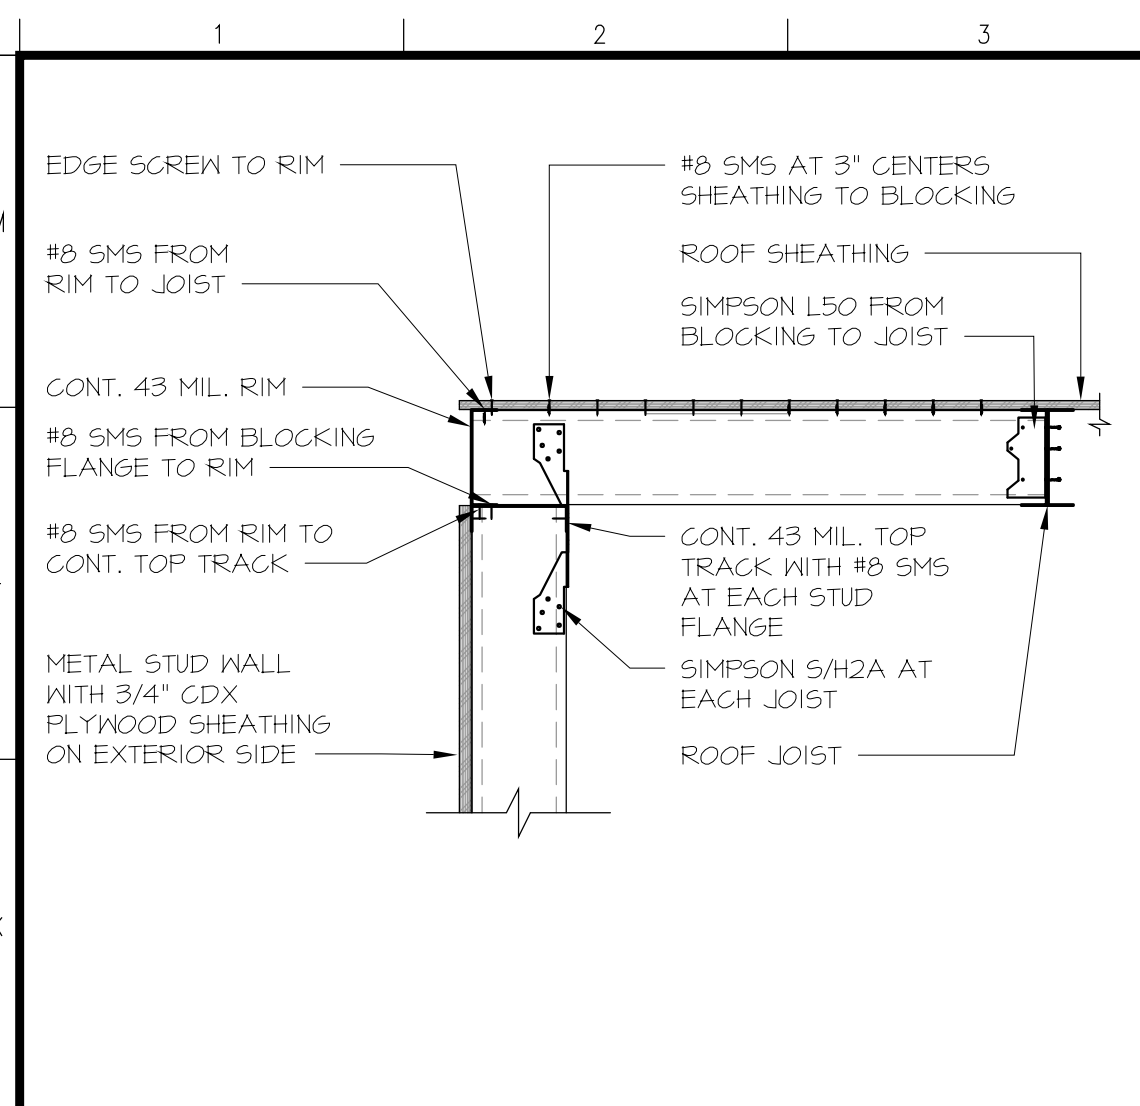 1
2
3
EDGE SCREW TO RIM
#8 SMS FROM
RIM TO JOIST
CONT. 43 MIL. RIM
#8 SMS FROM BLOCKING
FLANGE TO RIM
#8 SMS FROM RIM TO
CONT. TOP TRACK
METAL STUD WALL
WITH 3/4" CDX
PLYWOOD SHEATHING
ON EXTERIOR SIDE
#8 SMS AT 3" CENTERS
SHEATHING TO BLOCKING
ROOF SHEATHING
SIMPSON L50 FROM
BLOCKING TO JOIST
CONT. 43 MIL. TOP
TRACK WITH #8 SMS
AT EACH STUD
FLANGE
SIMPSON S/H2A AT
EACH JOIST
ROOF JOIST